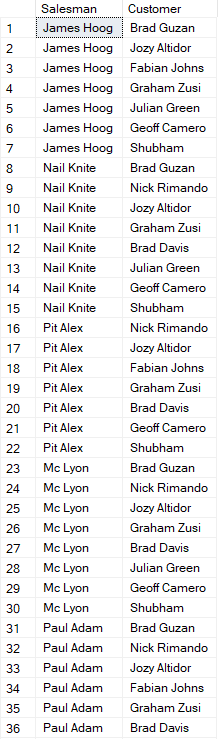 Salesman Customer
1 James Hoog Brad Guzan
2 James Hoog Jozy Altidor
3 James Hoog Fabian Johns
4 James Hoog Graham Zusi
5 James Hoog Julian Green
6 James Hoog Geoff Camero
7 James Hoog Shubham
8 Nail Knite Brad Guzan
9 Nail Knite Nick Rimando
10 Nail Knite Jozy Altidor
11 Nail Knite Graham Zusi
12 Nail Knite Brad Davis
13 Nail Knite Julian Green
14 Nail Knite Geoff Camero
15 Nail Knite Shubham
16 Pit Alex Nick Rimando
17 Pit Alex Jozy Altidor
18 Pit Alex Fabian Johns
19 Pit Alex Graham Zusi
20 Pit Alex Brad Davis
21 Pit Alex Geoff Camero
22 Pit Alex Shubham
23 Mc Lyon Brad Guzan
24 Mc Lyon Nick Rimando
25 Mc Lyon Jozy Altidor
26 Mc Lyon Graham Zusi
27 Mc Lyon Brad Davis
28 Mc Lyon Julian Green
29 Mc Lyon Geoff Camero
30 Mc Lyon Shubham
31 Paul Adam Brad Guzan
32 Paul Adam Nick Rimando
33 Paul Adam Jozy Altidor
34 Paul Adam Fabian Johns
35 Paul Adam Graham Zusi
36 Paul Adam Brad Davis